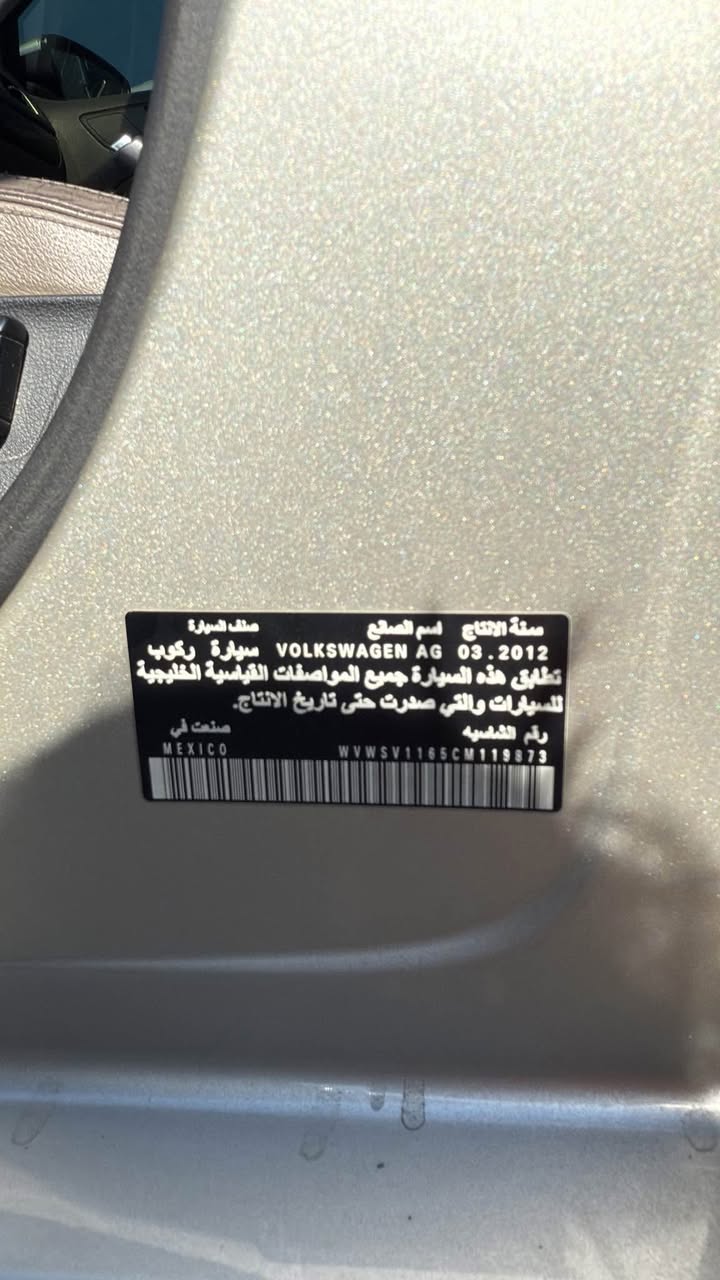 سنة الانتاج اسم الصانع صنف السيارة
03.2012 VOLKSWAGEN AG سيارة ركوب
تطابق هذه السيارة جميع المواصفات القياسية الخليجية
للسيارات والتي صدرت حتى تاريخ الانتاج.
رقم الشاسيه صنعت في
WVWSV1165CM119873 MEXICO